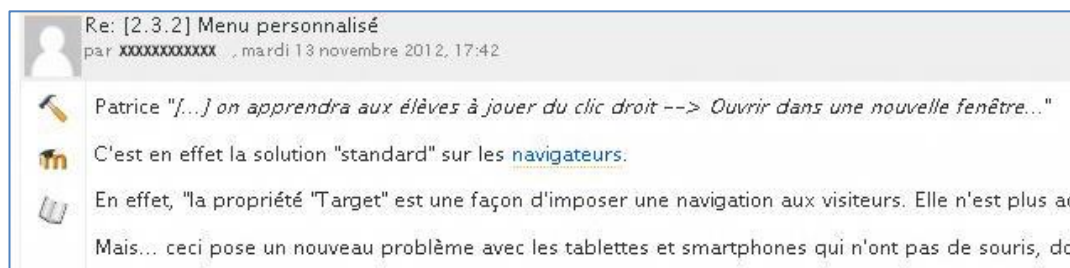 Re: [2.3.2] Menu personnalisé
par xxxxxxxxxxxx , mardi 13 novembre 2012, 17:42
Patrice "[...] on apprendra aux élèves à jouer du clic droit --> Ouvrir dans une nouvelle fenêtre..."
C'est en effet la solution "standard" sur les navigateurs.
En effet, "la propriété "Target" est une façon d'imposer une navigation aux visiteurs. Elle n'est plus
Mais... ceci pose un nouveau problème avec les tablettes et smartphones qui n'ont pas de souris,